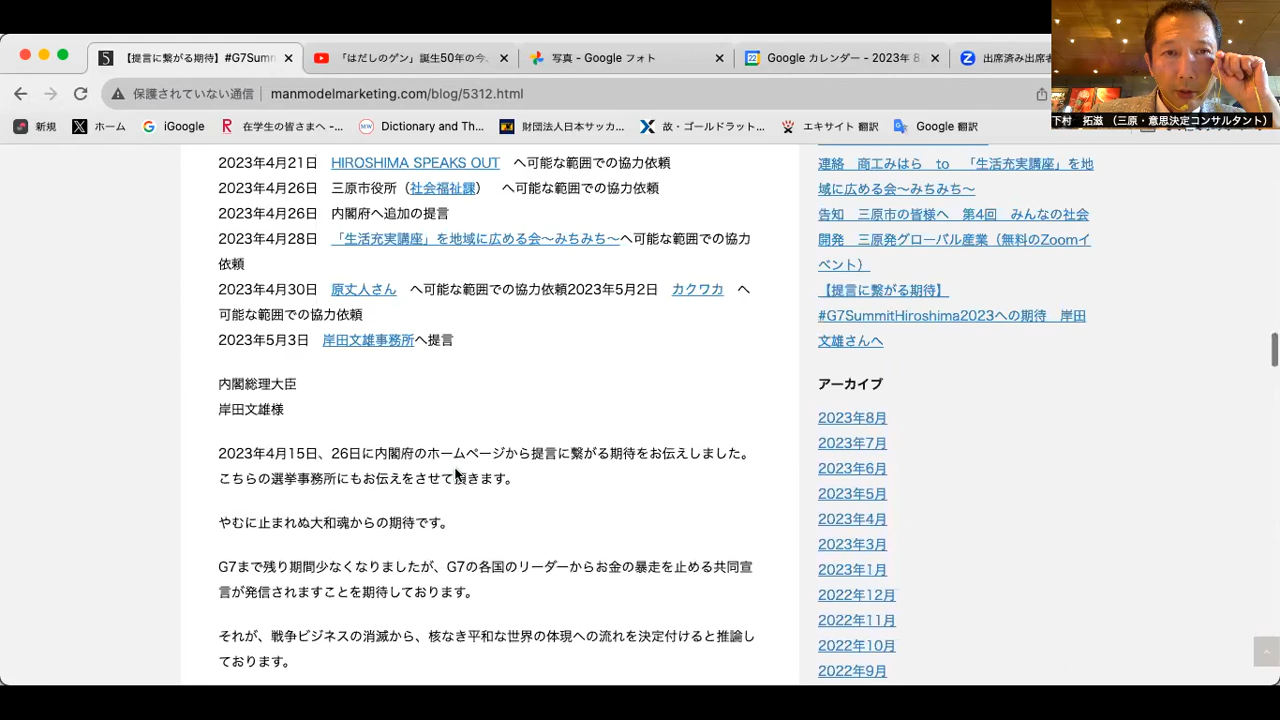 【提言に繋がる期待】#G7Summ
「はだしのゲン」誕生50年の今、
写真 - Google フォト
Google カレンダー - 2023年 8
出席済み出席者
保護されていない通信
manmodelmarketing.com/blog/5312.html
下村　拓滋 （三原・意思決定コンサルタント）
新規
ホーム
iGoogle
在学生の皆さまへ -...
Dictionary and Th...
財団法人日本サッカ...
故・ゴールドラット...
エキサイト 翻訳
Google 翻訳
2023年4月21日　HIROSHIMA SPEAKS OUT　へ可能な範囲での協力依頼
2023年4月26日　三原市役所（社会福祉課）　へ可能な範囲での協力依頼
2023年4月26日　内閣府へ追加の提言
2023年4月28日　「生活充実講座」を地域に広める会〜みちみち〜へ可能な範囲での協力
依頼
2023年4月30日　原丈人さん　へ可能な範囲での協力依頼2023年5月2日　カクワカ　へ
可能な範囲での協力依頼
2023年5月3日　岸田文雄事務所へ提言
内閣総理大臣
岸田文雄様
2023年4月15日、26日に内閣府のホームページから提言に繋がる期待をお伝えしました。
こちらの選挙事務所にもお伝えをさせて頂きます。
やむに止まれぬ大和魂からの期待です。
G7まで残り期間少なくなりましたが、G7の各国のリーダーからお金の暴走を止める共同宣
言が発信されますことを期待しております。
それが、戦争ビジネスの消滅から、核なき平和な世界の体現への流れを決定付けると推論し
ております。
連絡　商工みはら　to　「生活充実講座」を地
域に広める会〜みちみち〜
告知　三原市の皆様へ　第4回　みんなの社会
開発　三原発グローバル産業（無料のZoomイ
ベント）
【提言に繋がる期待】
#G7SummitHiroshima2023への期待　岸田
文雄さんへ
アーカイブ
2023年8月
2023年7月
2023年6月
2023年5月
2023年4月
2023年3月
2023年1月
2022年12月
2022年11月
2022年10月
2022年9月